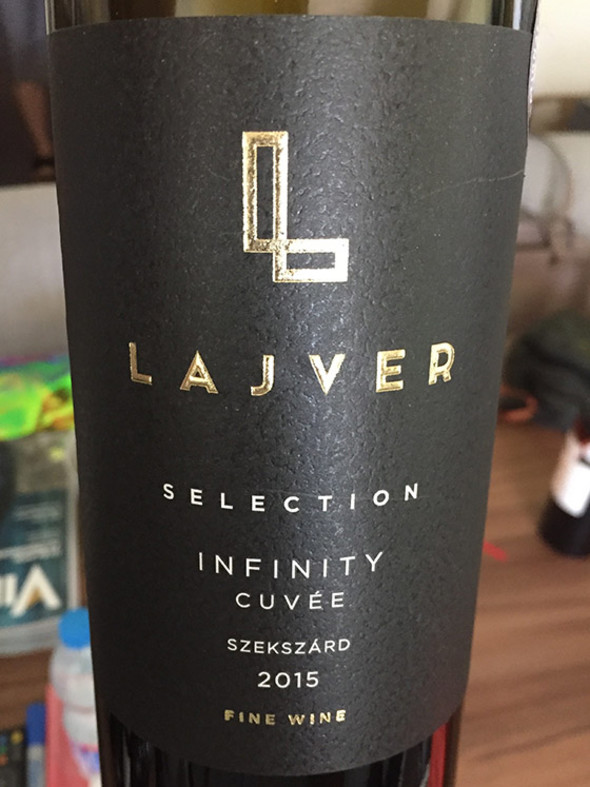 LAJVER
SELECTION
INFINITY
CUVÉE
SZEKSZÁRD
2015
FINE WINE